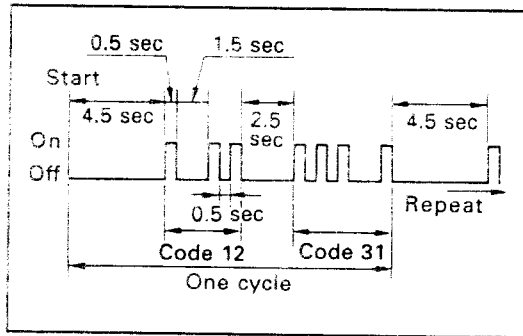 0.5 sec 1.5 sec
Start
4.5 sec 2.5 sec 4.5 sec
On
Off
0.5 sec Repeat
Code 12 Code 31
One cycle